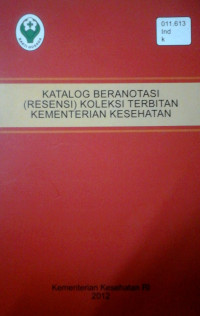 011.613
Ind
k
KATALOG BERANOTASI
(RESENSI) KOLEKSI TERBITAN
KEMENTERIAN KESEHATAN
Kementerian Kesehatan RI
2012